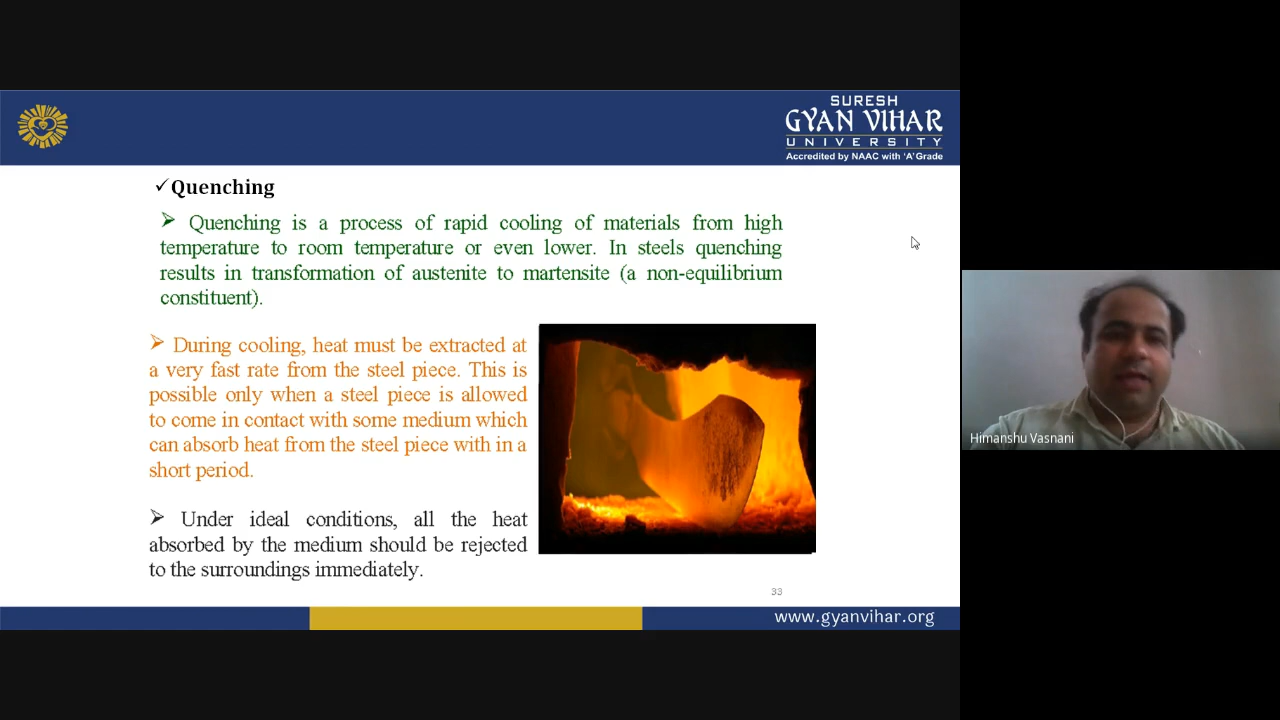 SURESH
GYAN VIHAR
UNIVERSITY
Accredited by NAAC with 'A' Grade
✓Quenching
➢ Quenching is a process of rapid cooling of materials from high
temperature to room temperature or even lower. In steels quenching
results in transformation of austenite to martensite (a non-equilibrium
constituent).
➢ During cooling, heat must be extracted at
a very fast rate from the steel piece. This is
possible only when a steel piece is allowed
to come in contact with some medium which
can absorb heat from the steel piece with in a
short period.
➢ Under ideal conditions, all the heat
absorbed by the medium should be rejected
to the surroundings immediately.
33
www.gyanvihar.org
Himanshu Vasnani